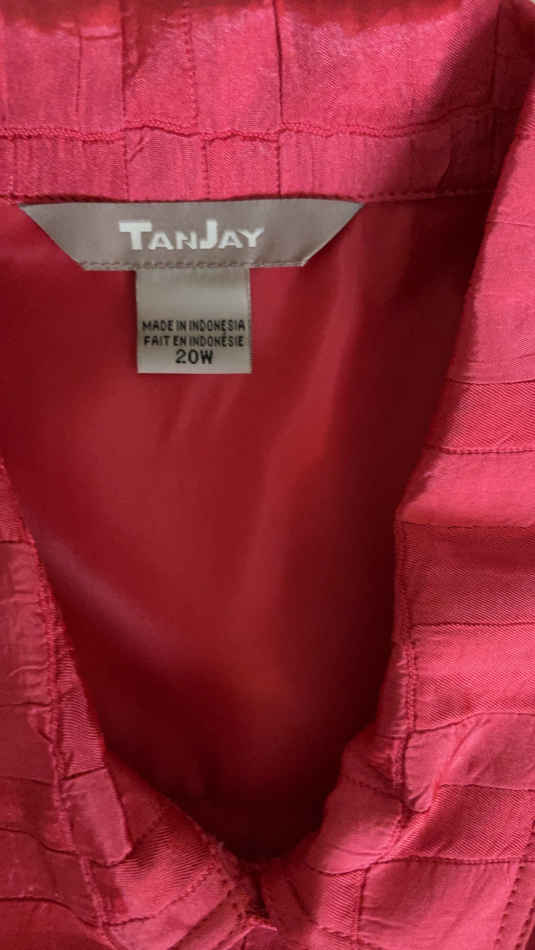 TANJAY
MADE IN INDONESIA
FAIT EN INDONÉSIE
20W